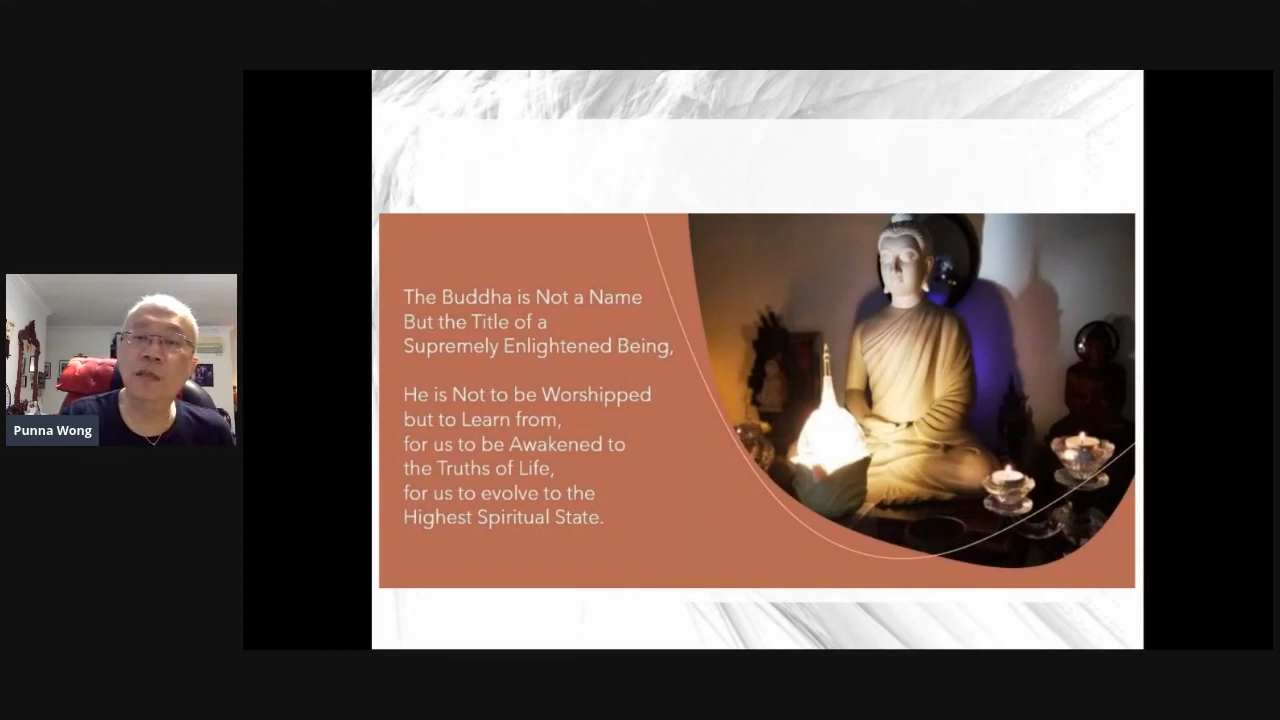 Punna Wong
The Buddha is Not a Name
But the Title of a
Supremely Enlightened Being,
He is Not to be Worshipped
but to Learn from,
for us to be Awakened to
the Truths of Life,
for us to evolve to the
Highest Spiritual State.